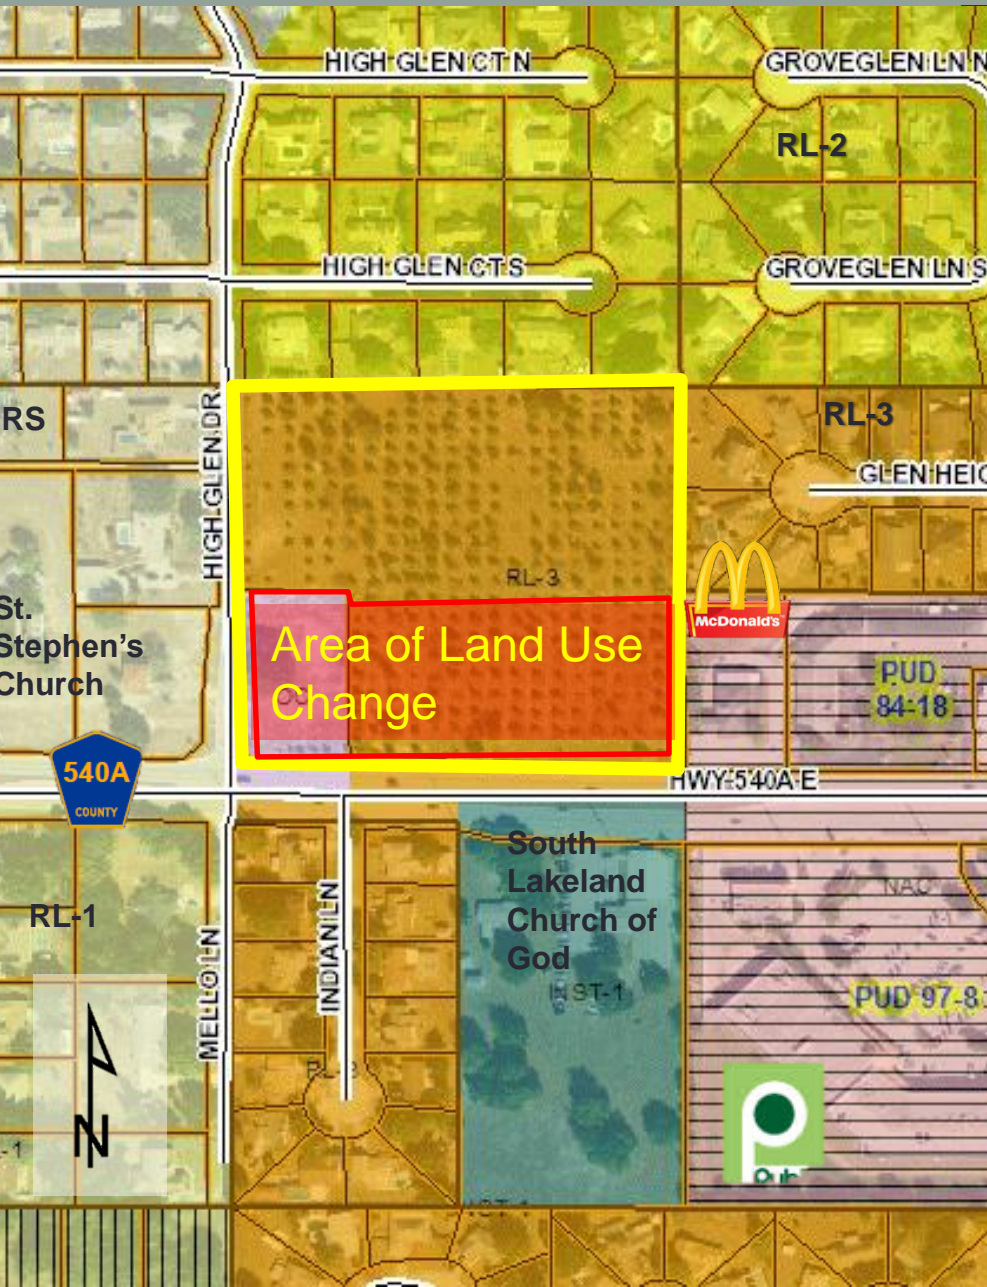 HIGH GLEN CT N
GROVEGLEN LN N
RL-2
HIGH GLEN CT S
GROVEGLEN LN S
RS
HIGH GLEN DR
RL-3
GLEN HEIG
RL-3
McDonald's
St.
Stephen's
Church
Area of Land Use
Change
PUD
84-18
540A
COUNTY
HWY 540A E
South
Lakeland
Church of
God
NAC
RL-1
MELLO LN
INDIAN LN
INST-1
PUD 97-8
N
-1
Pub